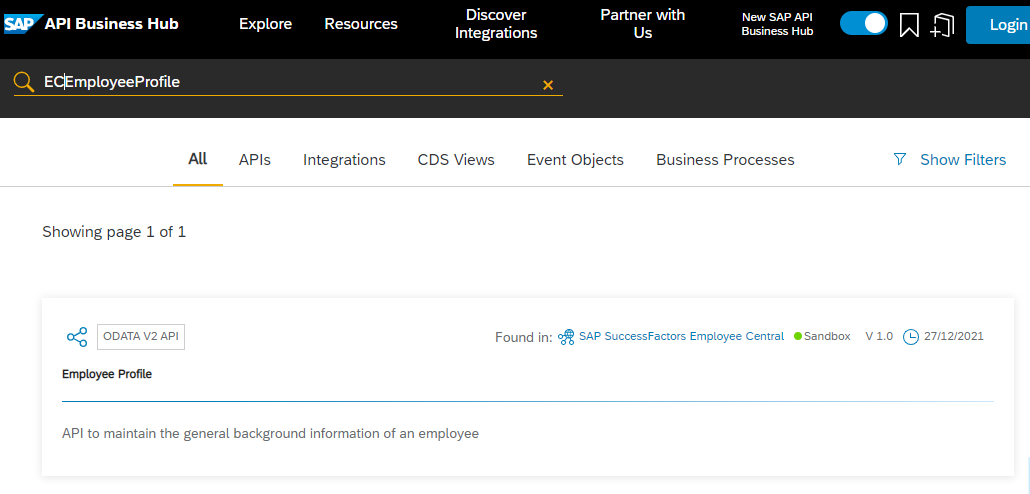 SAP API Business Hub
Explore
Resources
Discover
Integrations
Partner with
Us
New SAP API
Business Hub
Login
ECEmployeeProfile
All
APIs
Integrations
CDS Views
Event Objects
Business Processes
Show Filters
Showing page 1 of 1
ODATA V2 API
Found in: SAP SuccessFactors Employee Central
Sandbox
V 1.0
27/12/2021
Employee Profile
API to maintain the general background information of an employee